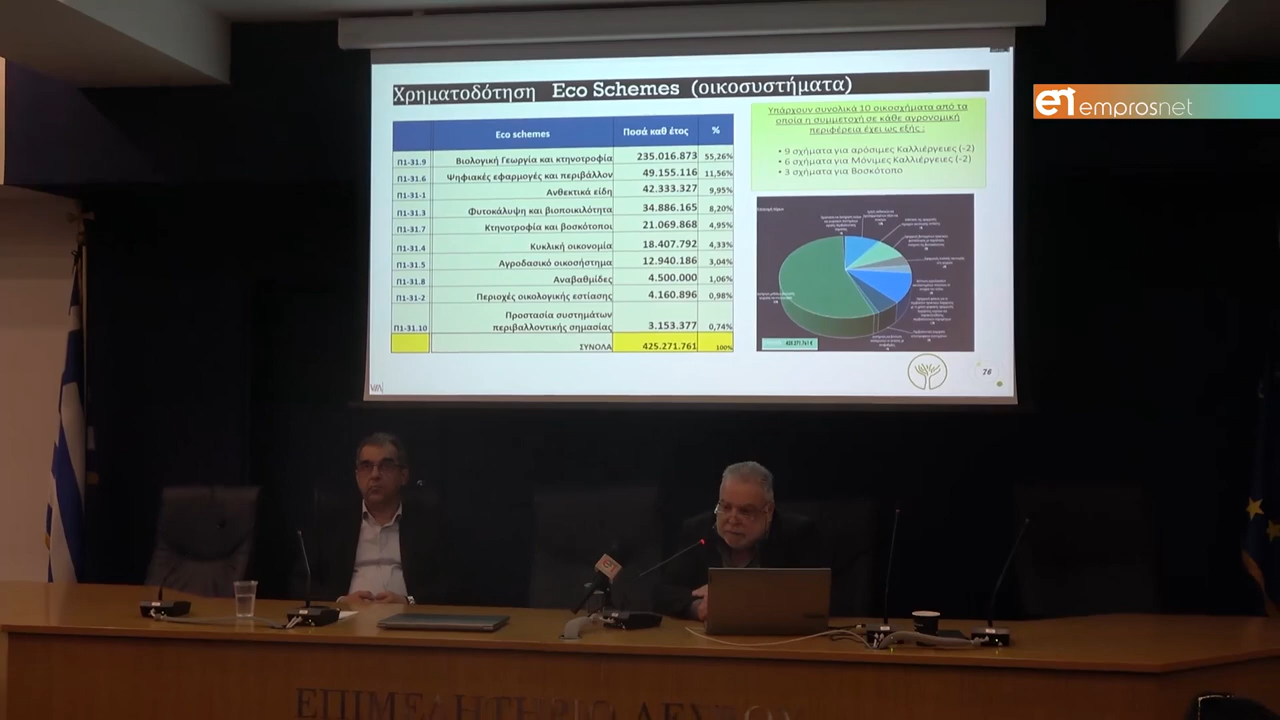 Χρηματοδότηση Eco Schemes (οικοσυστήματα)
Eco schemes Ποσά καθ έτος %
Π1-31.9 Βιολογική Γεωργία και κτηνοτροφία 235.016.873 55,26%
Π1-31.6 Ψηφιακές εφαρμογές και περιβάλλον 49.155.116 11,56%
Π1-31-1 Ανθεκτικά είδη 42.333.327 9,95%
Π1-31.3 Φυτοκάλυψη και βιοποικιλότητα 34.886.165 8,20%
Π1-31.7 Κτηνοτροφία και βοσκότοποι 21.069.868 4,95%
Π1-31.4 Κυκλική οικονομία 18.407.792 4,33%
Π1-31.5 Αγροδασικό οικοσήστημα 12.940.186 3,04%
Π1-31.8 Αναβαθμίδες 4.500.000 1,06%
Π1-31-2 Περιοχές οικολογικής εστίασης 4.160.896 0,98%
Προστασία συστημάτων
Π1-31.10 περιβαλλοντικής σημασίας 3.153.377 0,74%
ΣΥΝΟΛΑ 425.271.761 100%
Υπάρχουν συνολικά 10 οικοσχήματα από τα
οποία η συμμετοχή σε κάθε αγρονομική
περιφέρεια έχει ως εξής :
• 9 σχήματα για αρόσιμες Καλλιέργειες (-2)
• 6 σχήματα για Μόνιμες Καλλιέργειες (-2)
• 3 σχήματα για Βοσκότοπο
425.271.761 €
76
emprosnet
ΕΠΙΜΕΛΗΤΗΡΙΟ ΛΕΣΒΟΥ